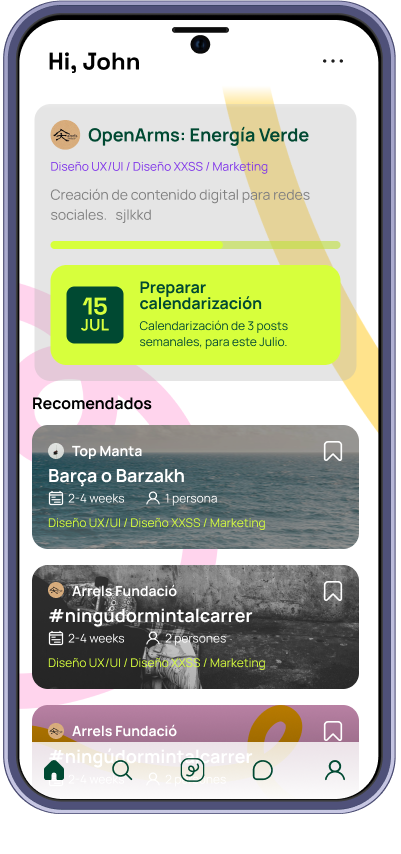 Hi, John
OpenArms: Energía Verde
Diseño UX/UI / Diseño XXSS / Marketing
Creación de contenido digital para redes
sociales. sjlkkd
Preparar
calendarización
15
JUL
Calendarización de 3 posts
semanales, para este Julio.
Recomendados
Top Manta
Barça o Barzakh
2-4 weeks 1 persona
Diseño UX/UI / Diseño XXSS / Marketing
Arrels Fundació
#ningúdormintalcarrer
2-4 weeks 2 persones
Diseño UX/UI / Diseño XXSS / Marketing
Arrels Fundació
#ningúdormintalcarrer
2-4 weeks 2 persones